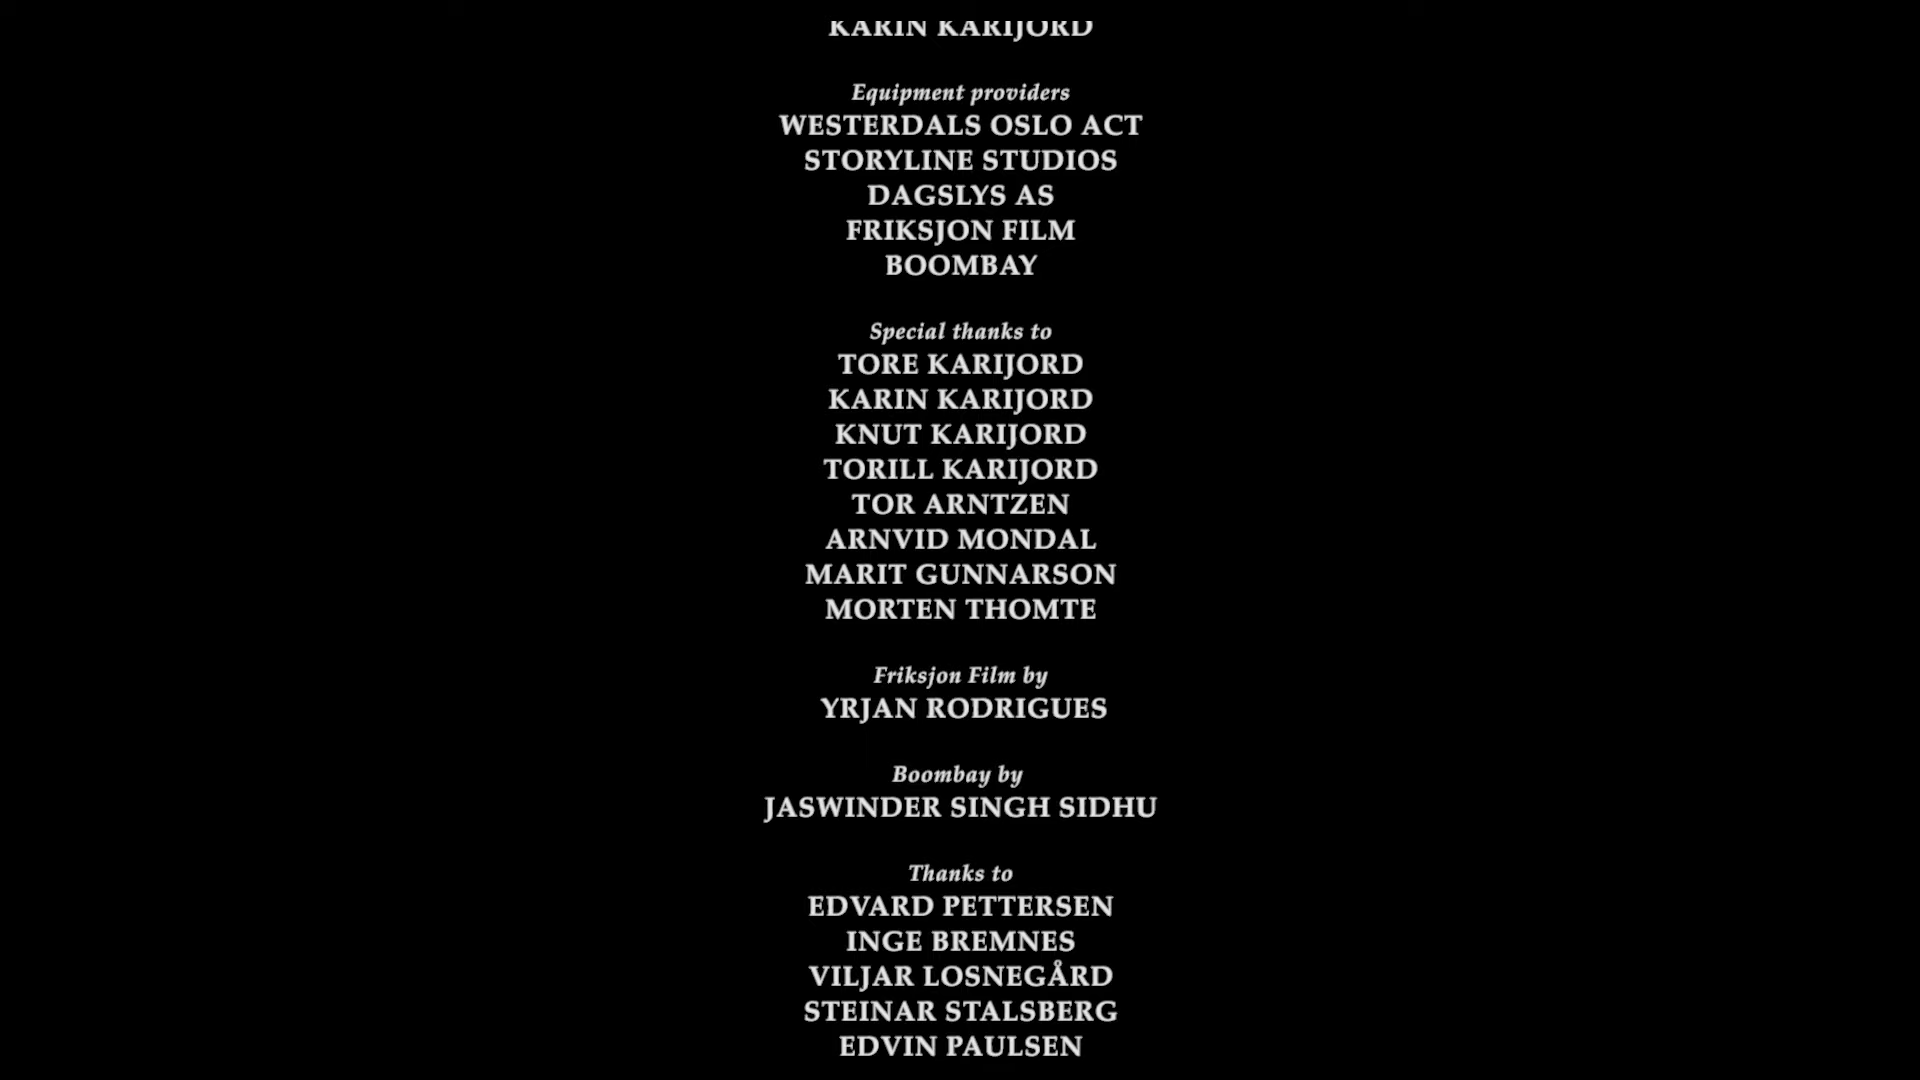 KARIN KARIJORD
Equipment providers
WESTERDALS OSLO ACT
STORYLINE STUDIOS
DAGSLYS AS
FRIKSJON FILM
BOOMBAY
Special thanks to
TORE KARIJORD
KARIN KARIJORD
KNUT KARIJORD
TORILL KARIJORD
TOR ARNTZEN
ARNVID MONDAL
MARIT GUNNARSON
MORTEN THOMTE
Friksjon Film by
YRJAN RODRIGUES
Boombay by
JASWINDER SINGH SIDHU
Thanks to
EDVARD PETTERSEN
INGE BREMNES
VILJAR LOSNEGÅRD
STEINAR STALSBERG
EDVIN PAULSEN